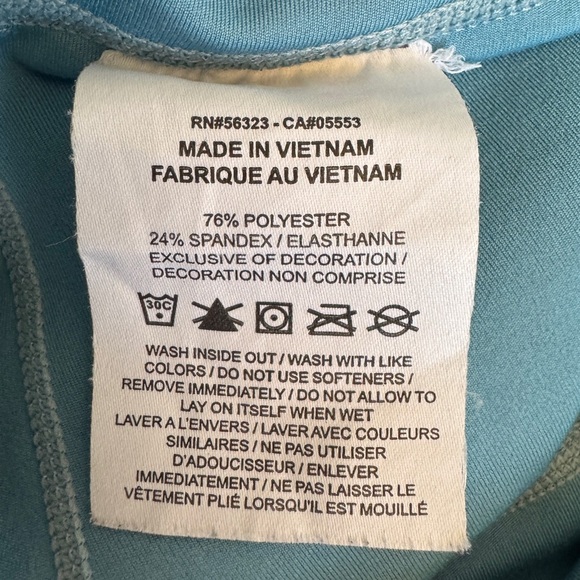 RN#56323 - CA#05553
MADE IN VIETNAM
FABRIQUE AU VIETNAM
76% POLYESTER
24% SPANDEX / ELASTHANNE
EXCLUSIVE OF DECORATION /
DECORATION NON COMPRISE
30C
WASH INSIDE OUT / WASH WITH LIKE
COLORS / DO NOT USE SOFTENERS /
REMOVE IMMEDIATELY / DO NOT ALLOW TO
LAY ON ITSELF WHEN WET
LAVER A L'ENVERS / LAVER AVEC COULEURS
SIMILAIRES / NE PAS UTILISER
D'ADOUCISSEUR / ENLEVER
IMMEDIATEMENT / NE PAS LAISSER LE
VÊTEMENT PLIÉ LORSQU'IL EST MOUILLÉ